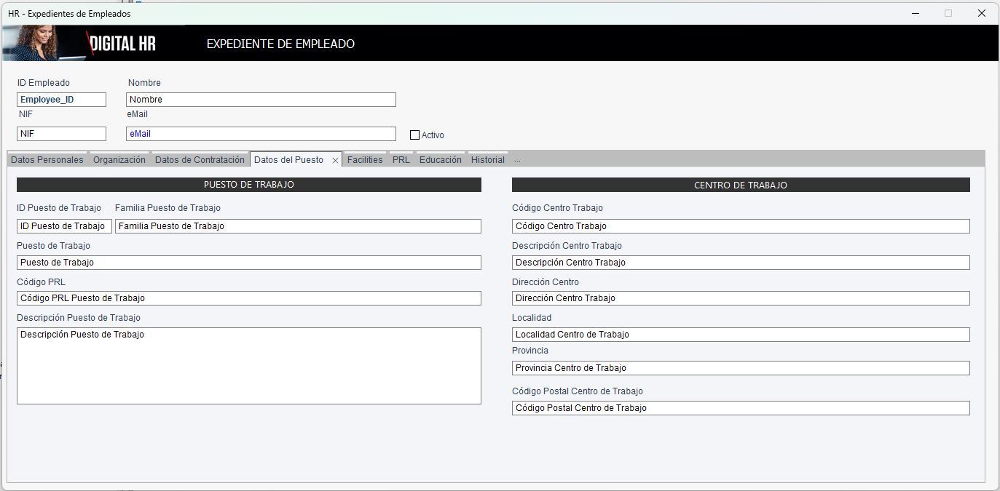 HR - Expedientes de Empleados
DIGITAL HR
EXPEDIENTE DE EMPLEADO
ID Empleado Nombre
Employee_ID Nombre
NIF eMail
NIF eMail Activo
Datos Personales Organización Datos de Contratación Datos del Puesto Facilities PRL Educación Historial ...
PUESTO DE TRABAJO
ID Puesto de Trabajo Familia Puesto de Trabajo
ID Puesto de Trabajo Familia Puesto de Trabajo
Puesto de Trabajo
Puesto de Trabajo
Código PRL
Código PRL Puesto de Trabajo
Descripción Puesto de Trabajo
Descripción Puesto de Trabajo
CENTRO DE TRABAJO
Código Centro Trabajo
Código Centro Trabajo
Descripción Centro Trabajo
Descripción Centro Trabajo
Dirección Centro
Dirección Centro Trabajo
Localidad
Localidad Centro de Trabajo
Provincia
Provincia Centro de Trabajo
Código Postal Centro de Trabajo
Código Postal Centro de Trabajo